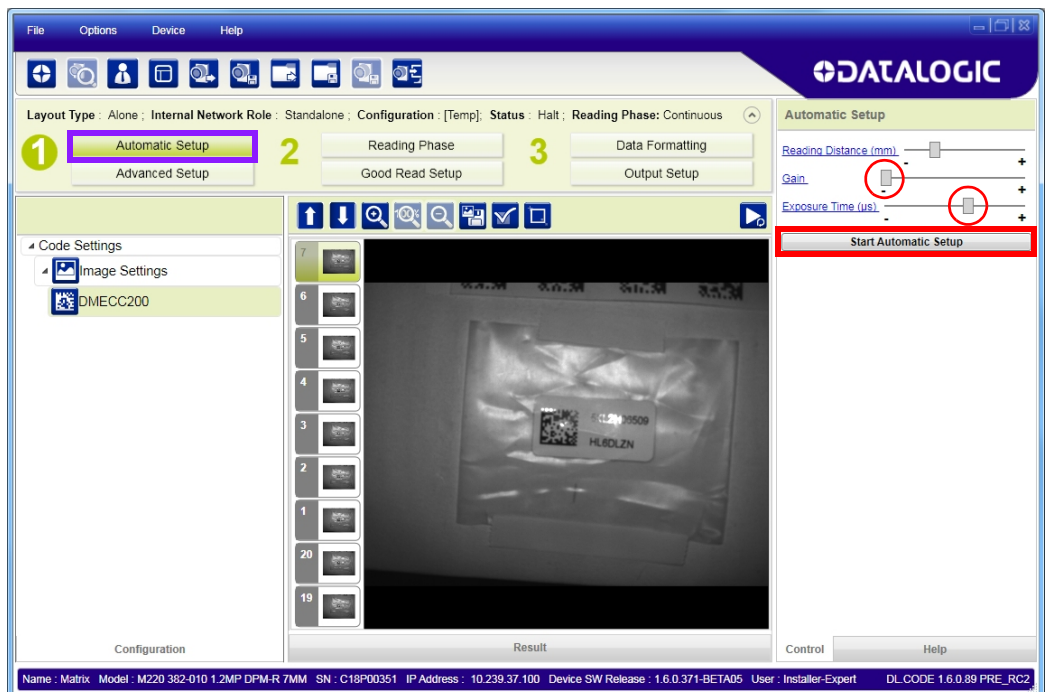 File Options Device Help
DATALOGIC
Layout Type : Alone ; Internal Network Role : Standalone ; Configuration : [Temp]; Status : Halt ; Reading Phase: Continuous
1 Automatic Setup 2 Reading Phase 3 Data Formatting
Advanced Setup Good Read Setup Output Setup
Automatic Setup
Reading Distance (mm) - +
Gain - +
Exposure Time (µs) - +
Start Automatic Setup
100%
Code Settings
Image Settings
DMECC200
7
6
5
4
3
2
1
20
19
HL6DLZN
Configuration
Result
Control Help
Name : Matrix Model : M220 382-010 1.2MP DPM-R 7MM SN : C18P00351 IP Address : 10.239.37.100 Device SW Release : 1.6.0.371-BETA05 User : Installer-Expert DL.CODE 1.6.0.89 PRE_RC2